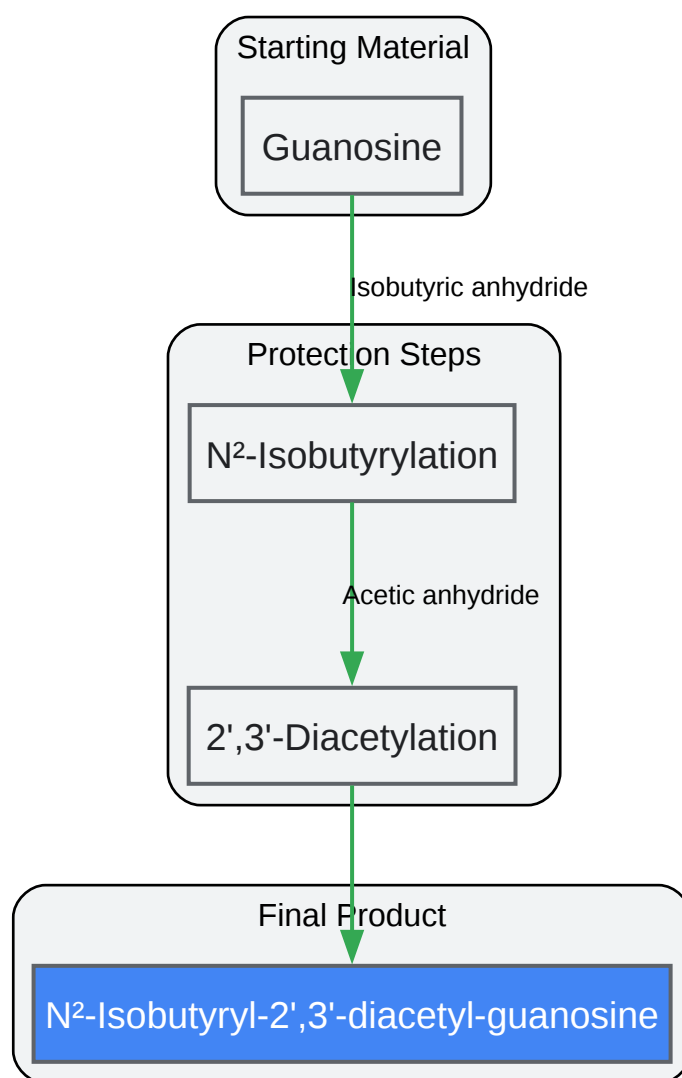 Starting Material
Guanosine
Isobutyric anhydride
Protection Steps
N²-Isobutyrylation
Acetic anhydride
2',3'-Diacetylation
Final Product
N²-Isobutyryl-2',3'-diacetyl-guanosine